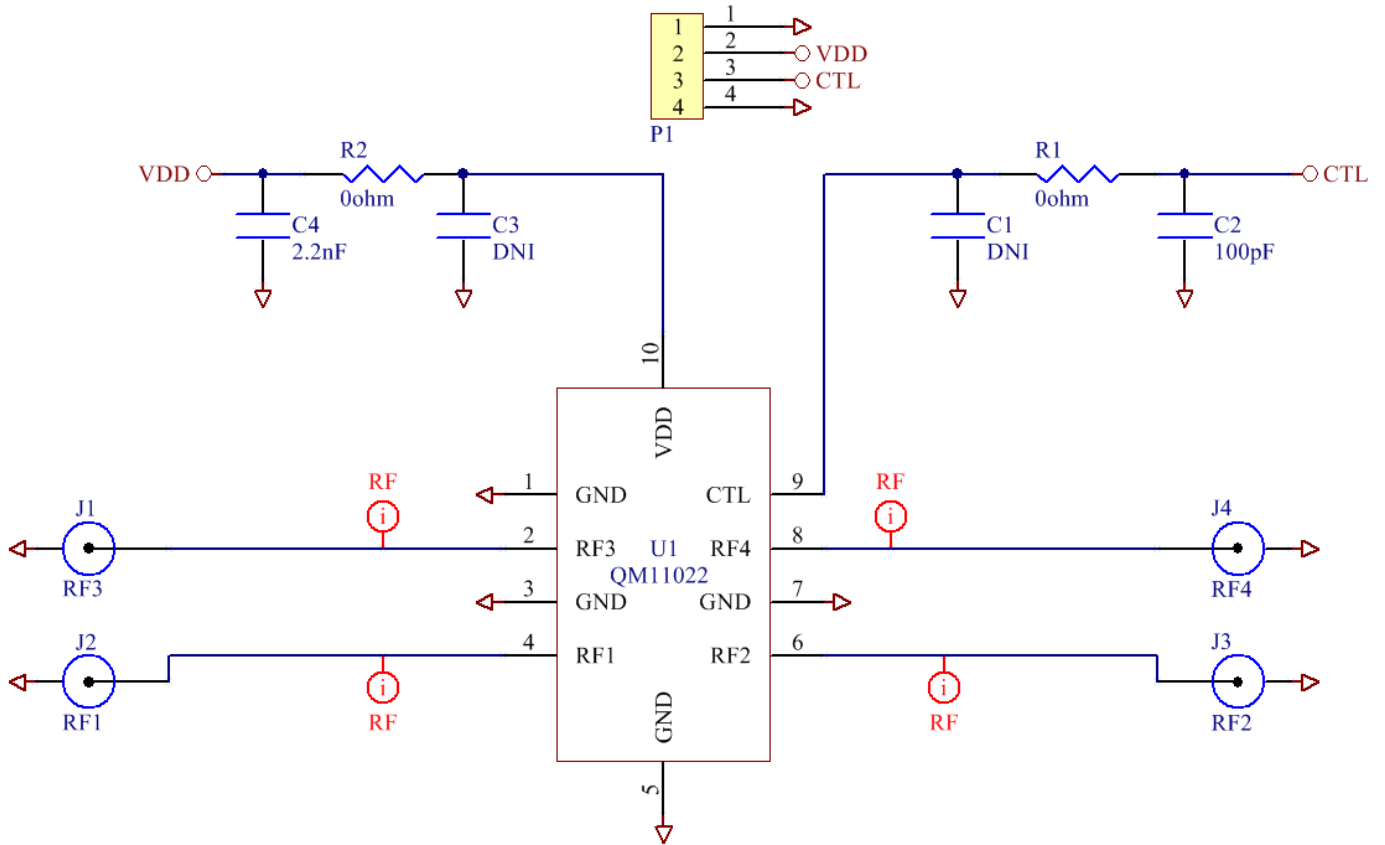 1 1
2 2 VDD
3 3 CTL
4 4
P1
VDD R2 R1 CTL
0ohm 0ohm
C4 C3 C1 C2
2.2nF DNI DNI 100pF
10
VDD
RF 1 GND CTL 9 RF
J1 J4
2 RF3 U1 RF4 8
RF3 QM11022 RF4
3 GND GND 7
J2 4 RF1 RF2 6 J3
RF1 RF GND RF RF2
5
i
i
i
i